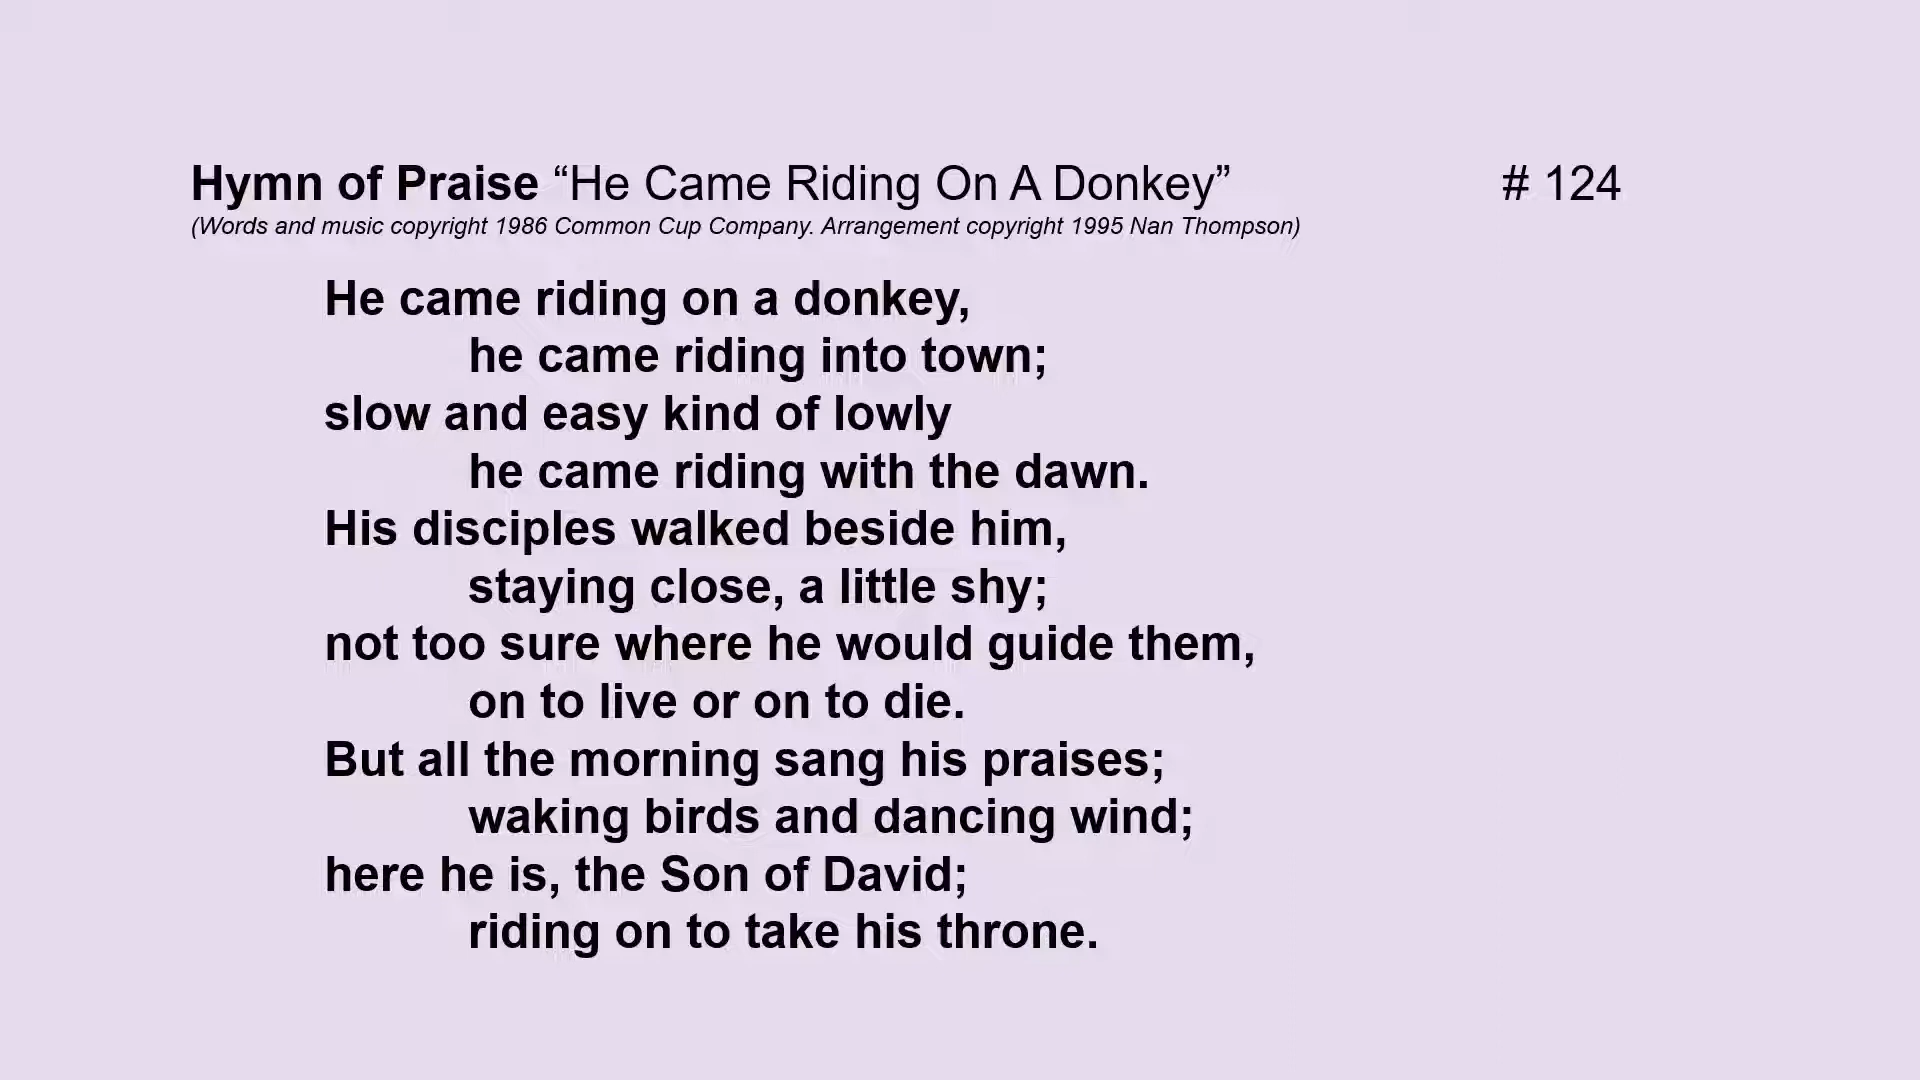 Hymn of Praise “He Came Riding On A Donkey” # 124
(Words and music copyright 1986 Common Cup Company. Arrangement copyright 1995 Nan Thompson)
He came riding on a donkey,
he came riding into town;
slow and easy kind of lowly
he came riding with the dawn.
His disciples walked beside him,
staying close, a little shy;
not too sure where he would guide them,
on to live or on to die.
But all the morning sang his praises;
waking birds and dancing wind;
here he is, the Son of David;
riding on to take his throne.